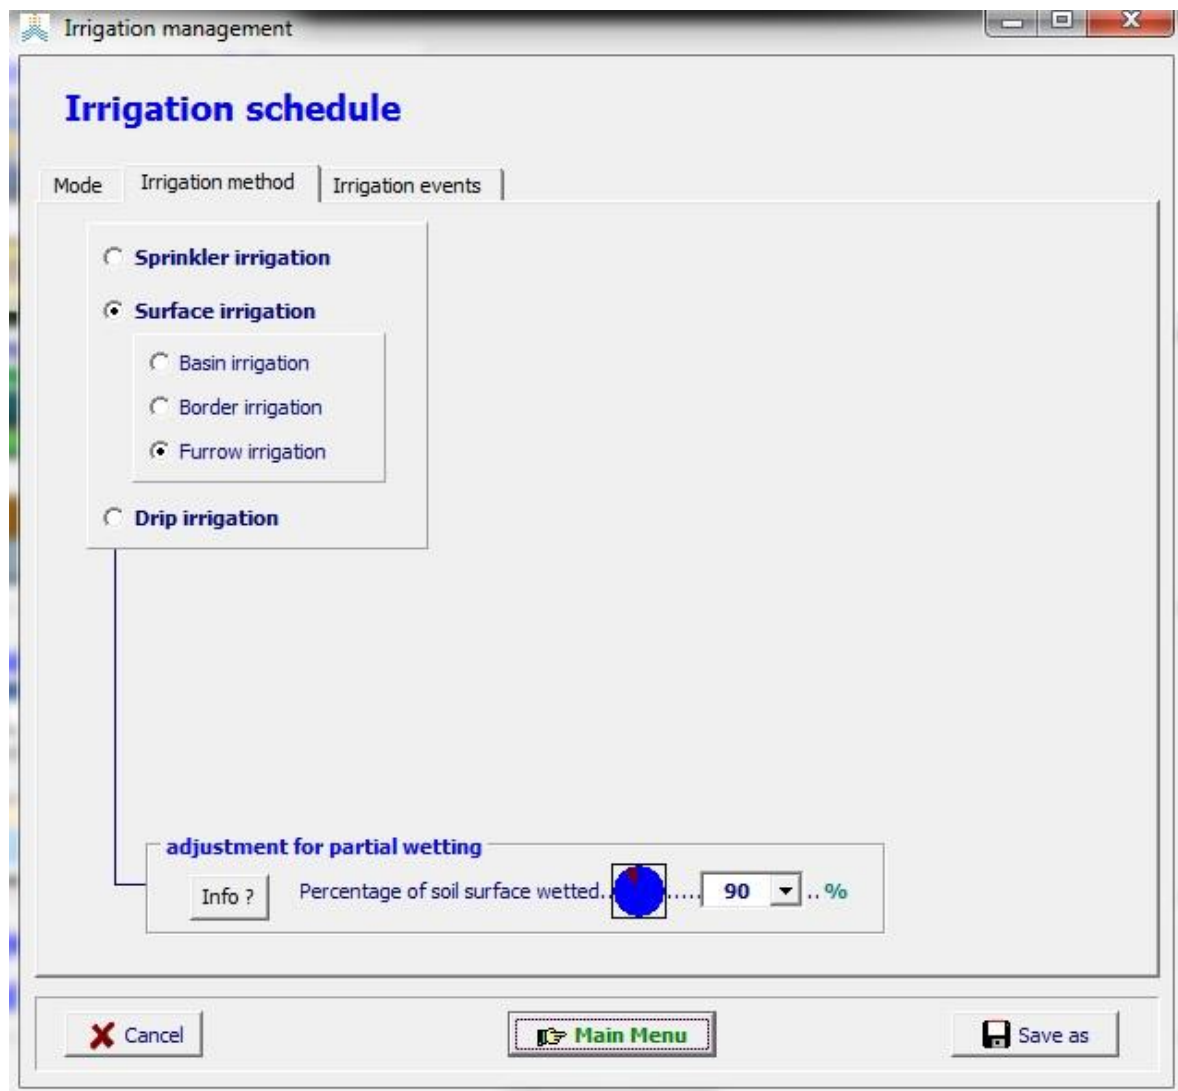 Irrigation management
Irrigation schedule
Mode Irrigation method Irrigation events
Sprinkler irrigation
Surface irrigation
Basin irrigation
Border irrigation
Furrow irrigation
Drip irrigation
adjustment for partial wetting
Info ? Percentage of soil surface wetted.. ..... 90 .. %
Cancel Main Menu Save as